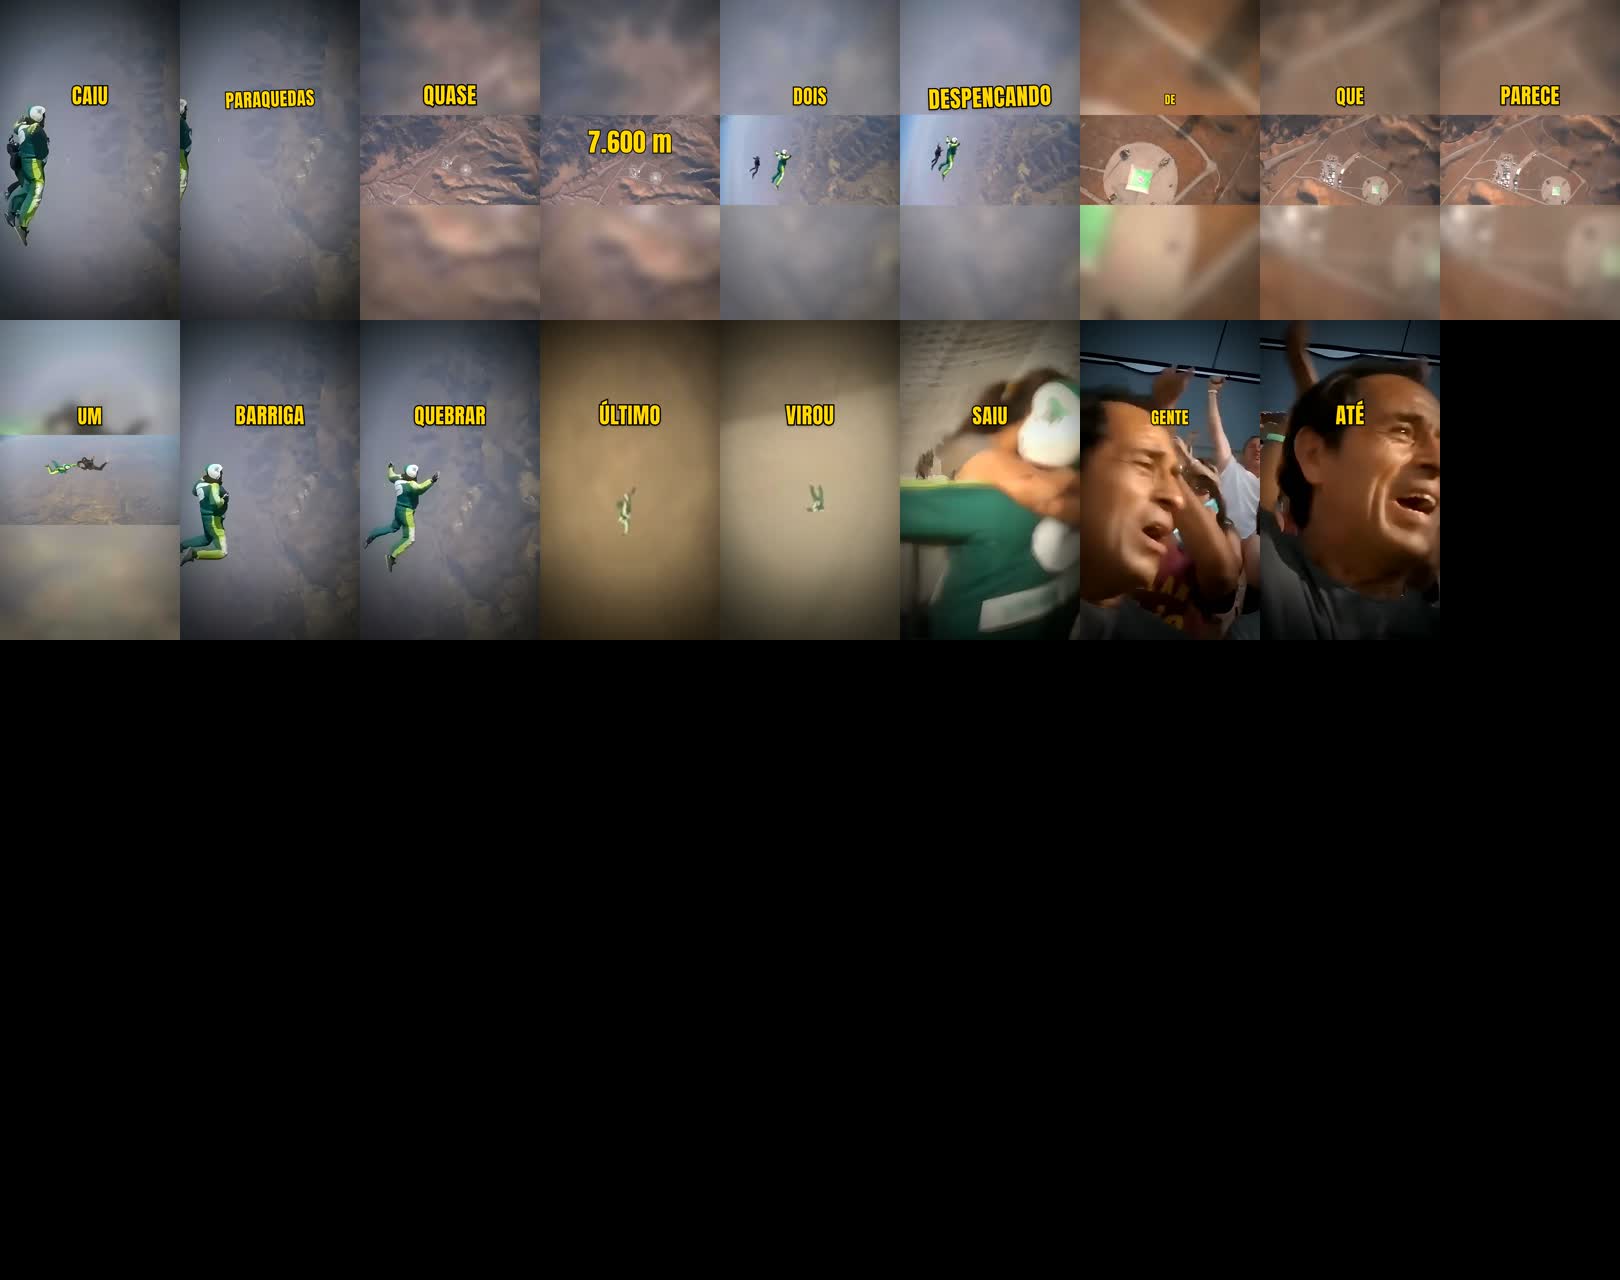 CAIU
PARAQUEDAS
QUASE
7.600 m
DOIS
DESPENCANDO
DE
QUE
PARECE
UM
BARRIGA
QUEBRAR
ÚLTIMO
VIROU
SAIU
GENTE
ATÉ